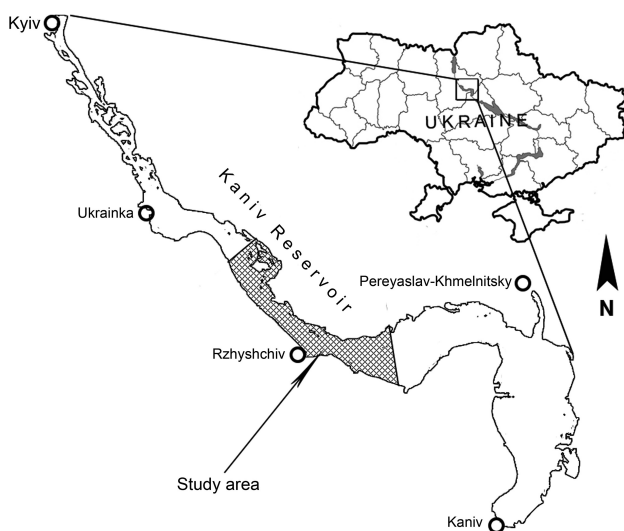 Kyiv
UKRAINE
Kaniv Reservoir
Ukrainka
Pereyaslav-Khmelnitsky
N
Rzhyshchiv
Study area
Kaniv